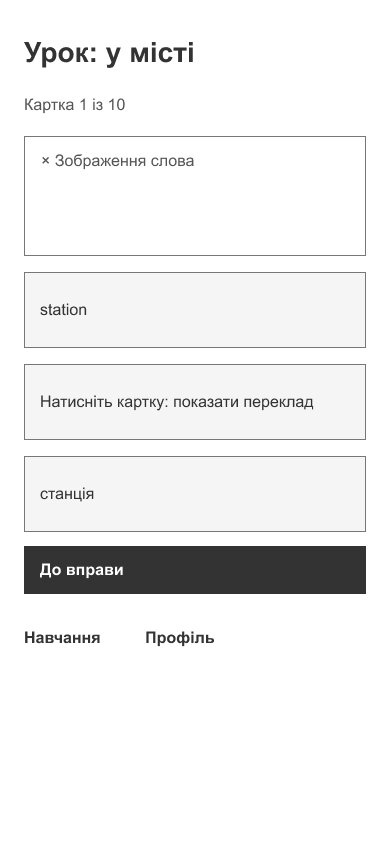 Урок: у місті
Картка 1 із 10
× Зображення слова
station
Натисніть картку: показати переклад
станція
До вправи
Навчання Профіль